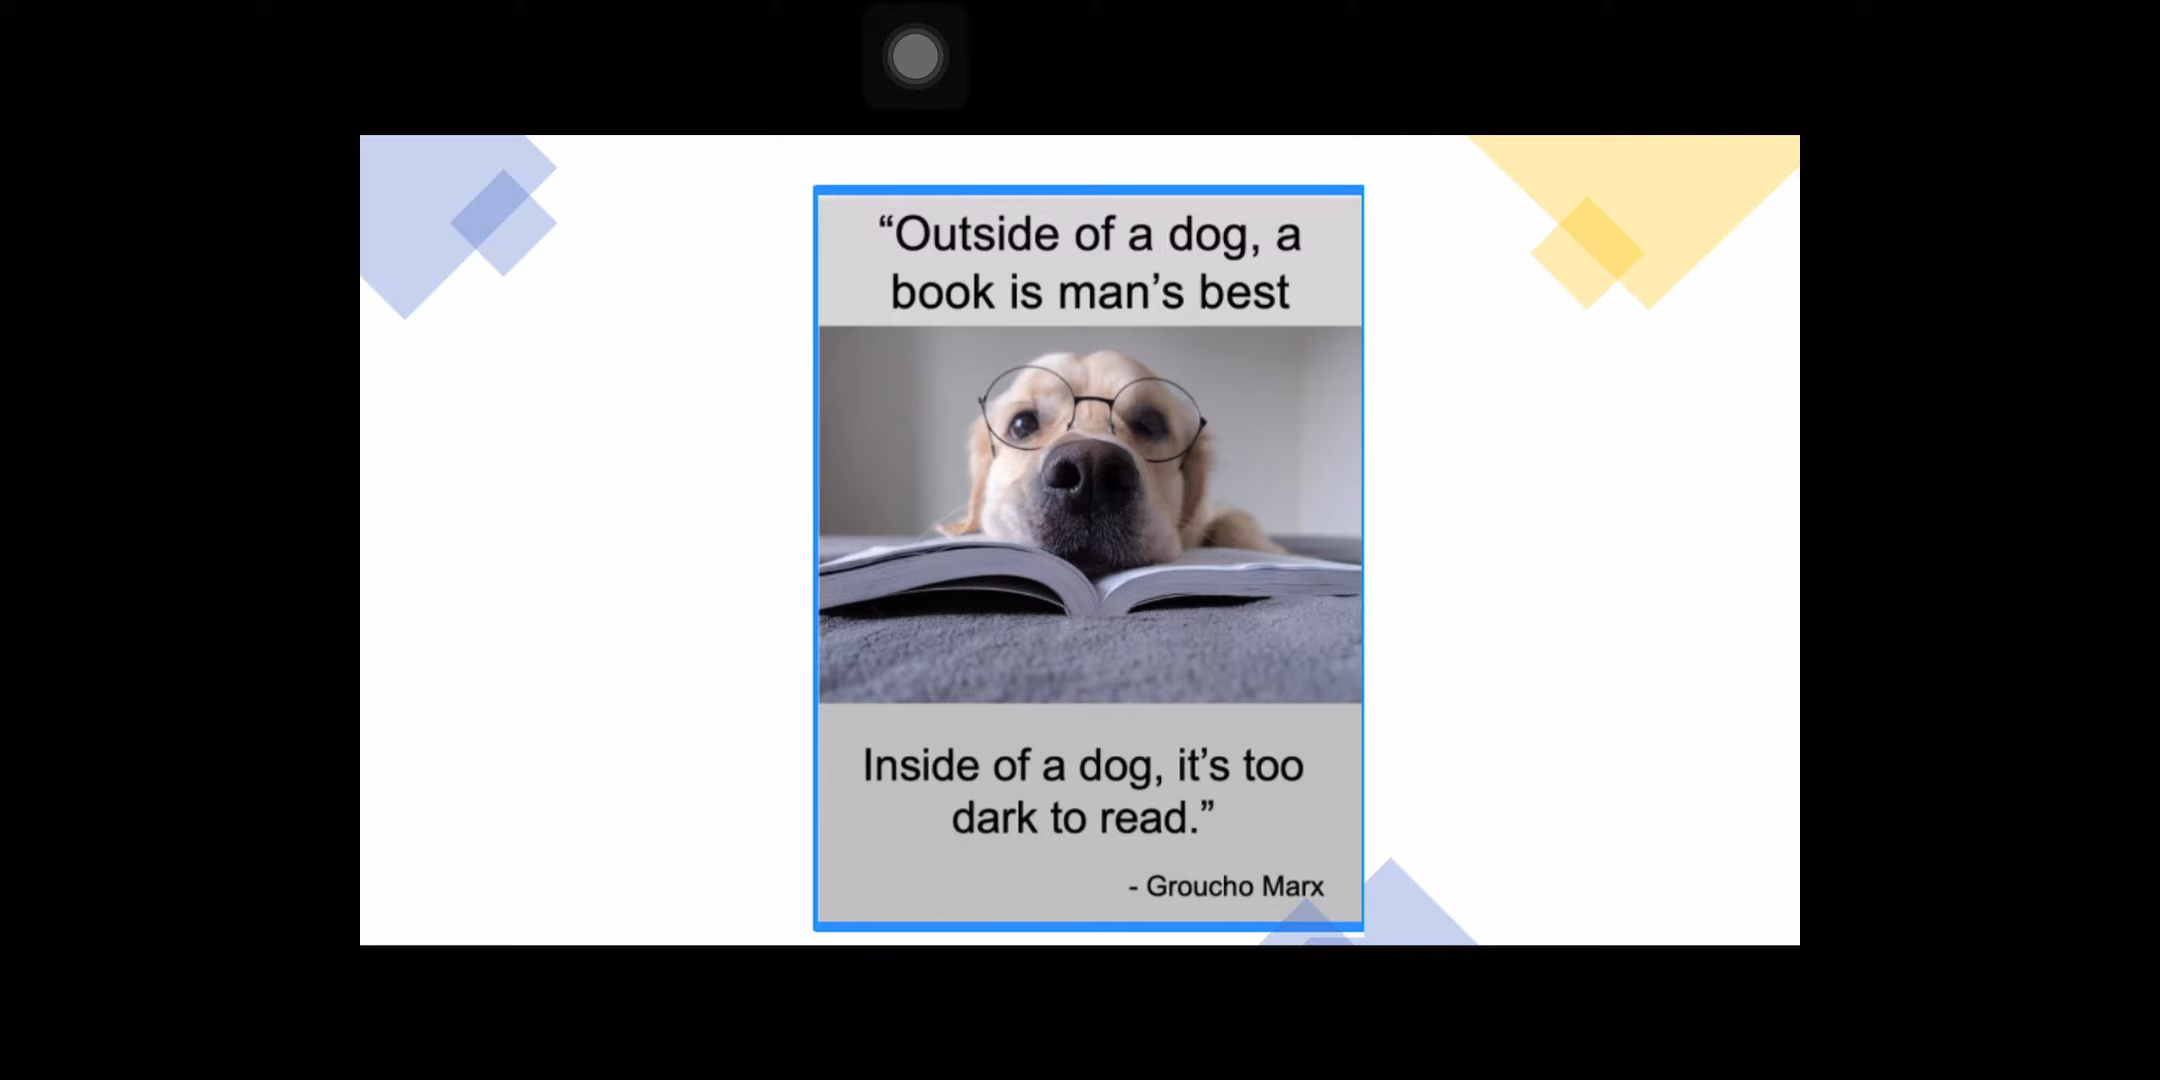 “Outside of a dog, a
book is man’s best
Inside of a dog, it’s too
dark to read.”
- Groucho Marx